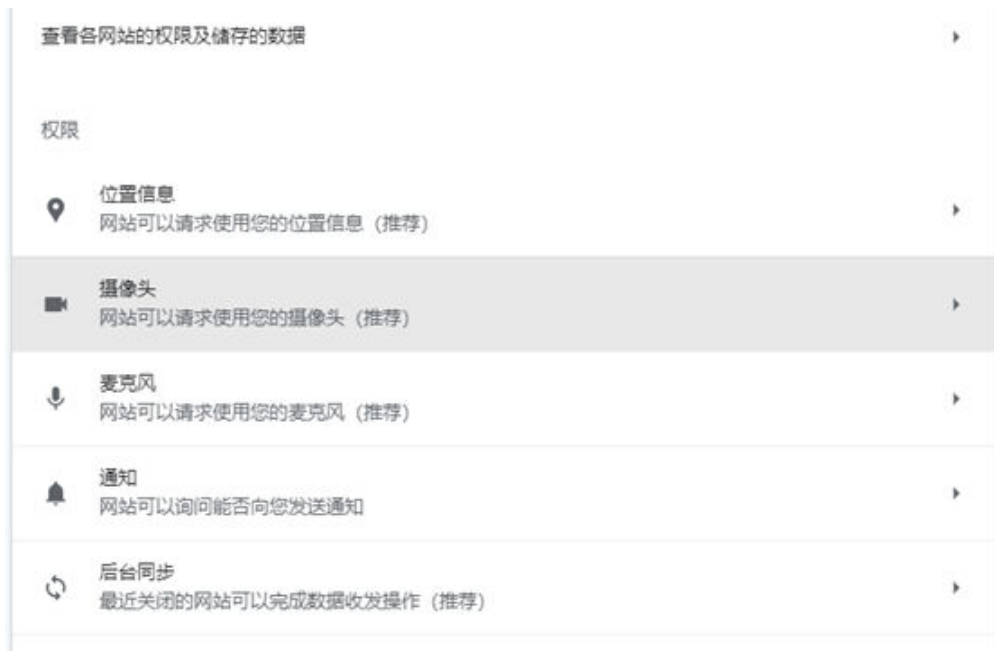 查看各网站的权限及储存的数据
权限
位置信息
网站可以请求使用您的位置信息（推荐）
摄像头
网站可以请求使用您的摄像头（推荐）
麦克风
网站可以请求使用您的麦克风（推荐）
通知
网站可以询问能否向您发送通知
后台同步
最近关闭的网站可以完成数据收发操作（推荐）